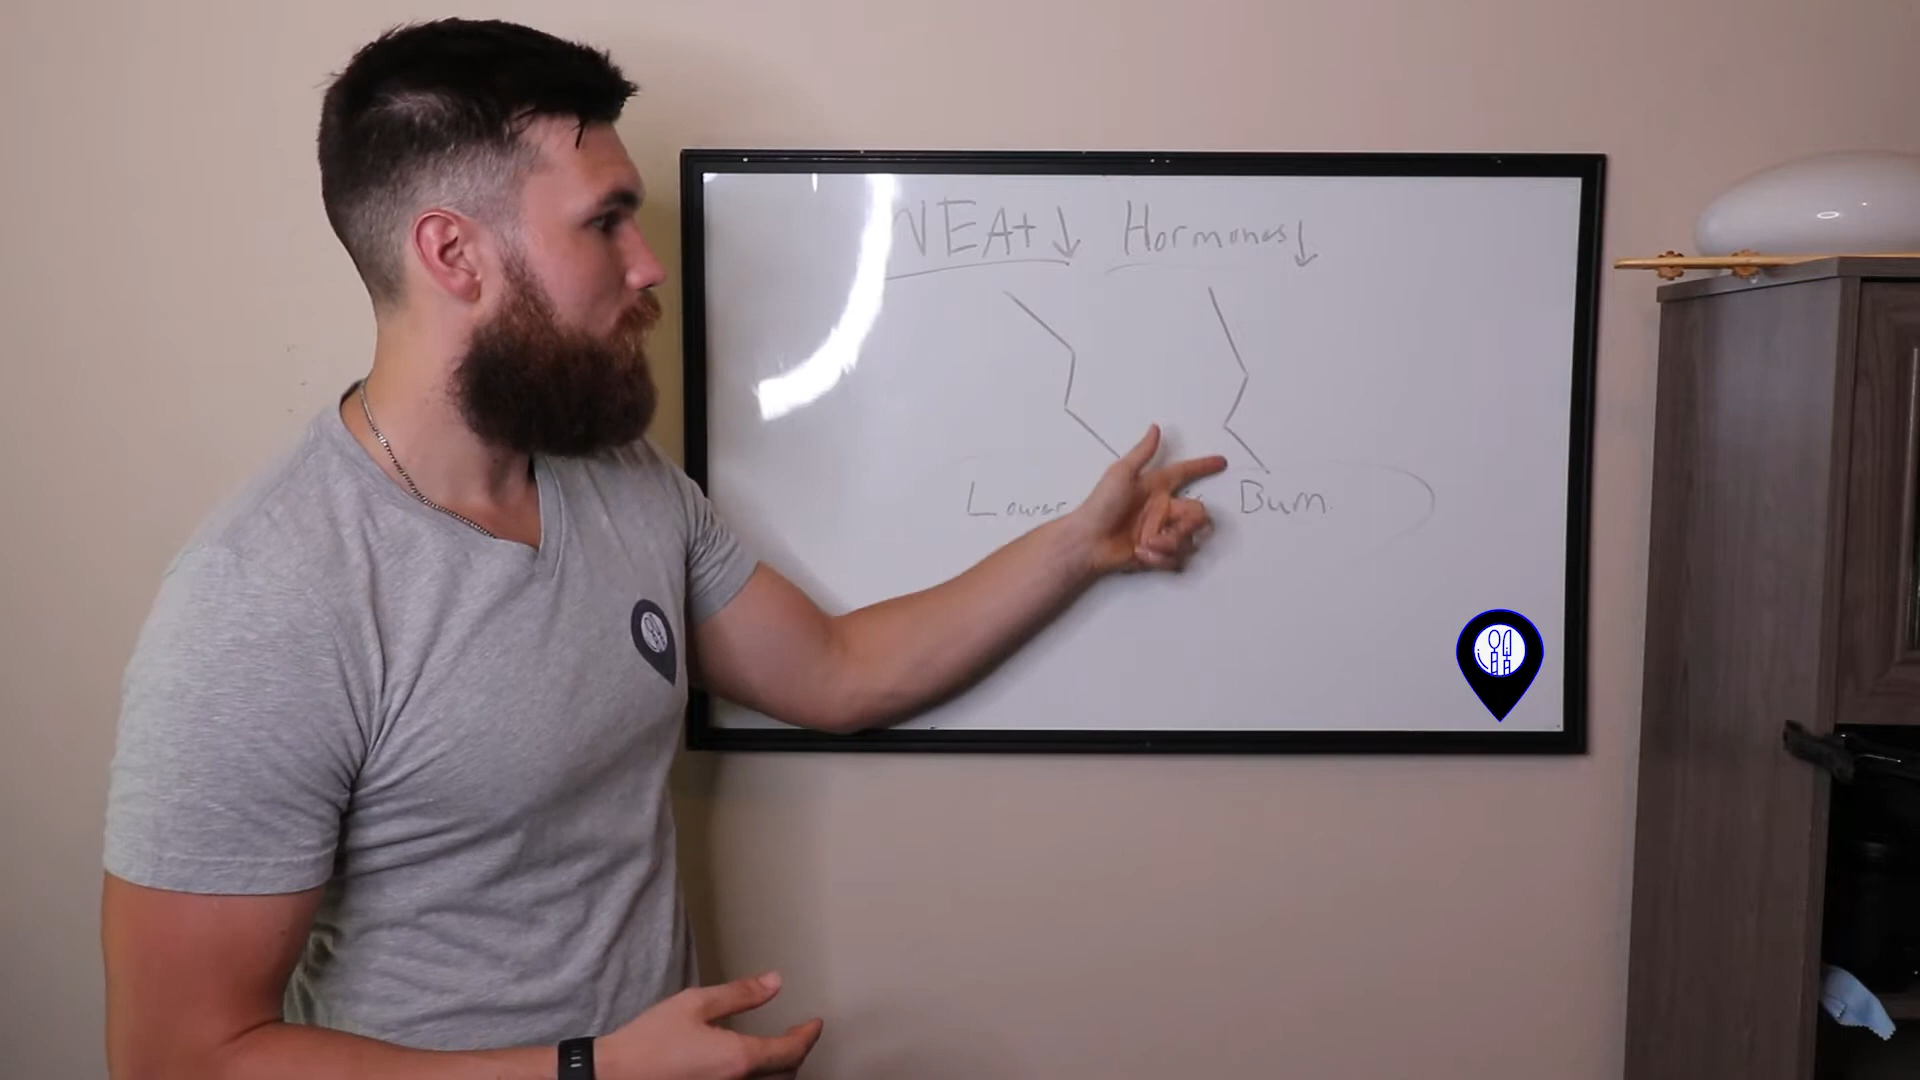 NEAT ↓ Hormones ↓
Lower Burn